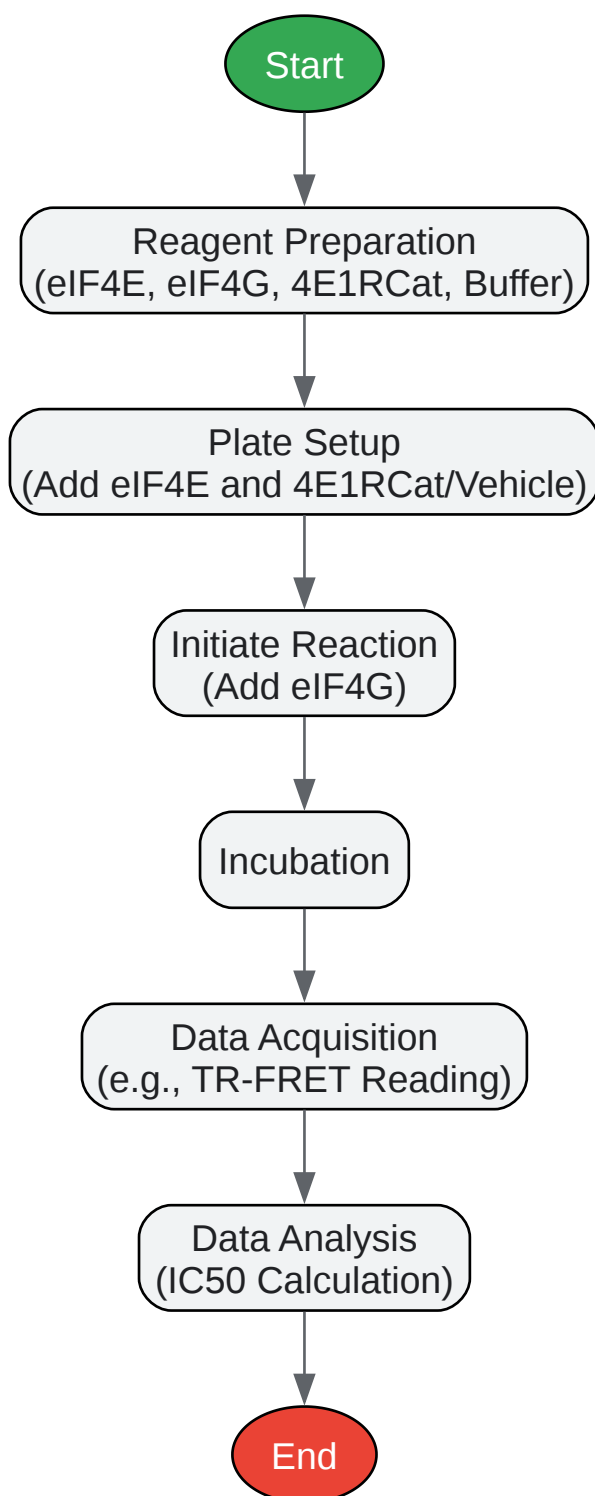 Start
Reagent Preparation
(eIF4E, eIF4G, 4E1RCat, Buffer)
Plate Setup
(Add eIF4E and 4E1RCat/Vehicle)
Initiate Reaction
(Add eIF4G)
Incubation
Data Acquisition
(e.g., TR-FRET Reading)
Data Analysis
(IC50 Calculation)
End